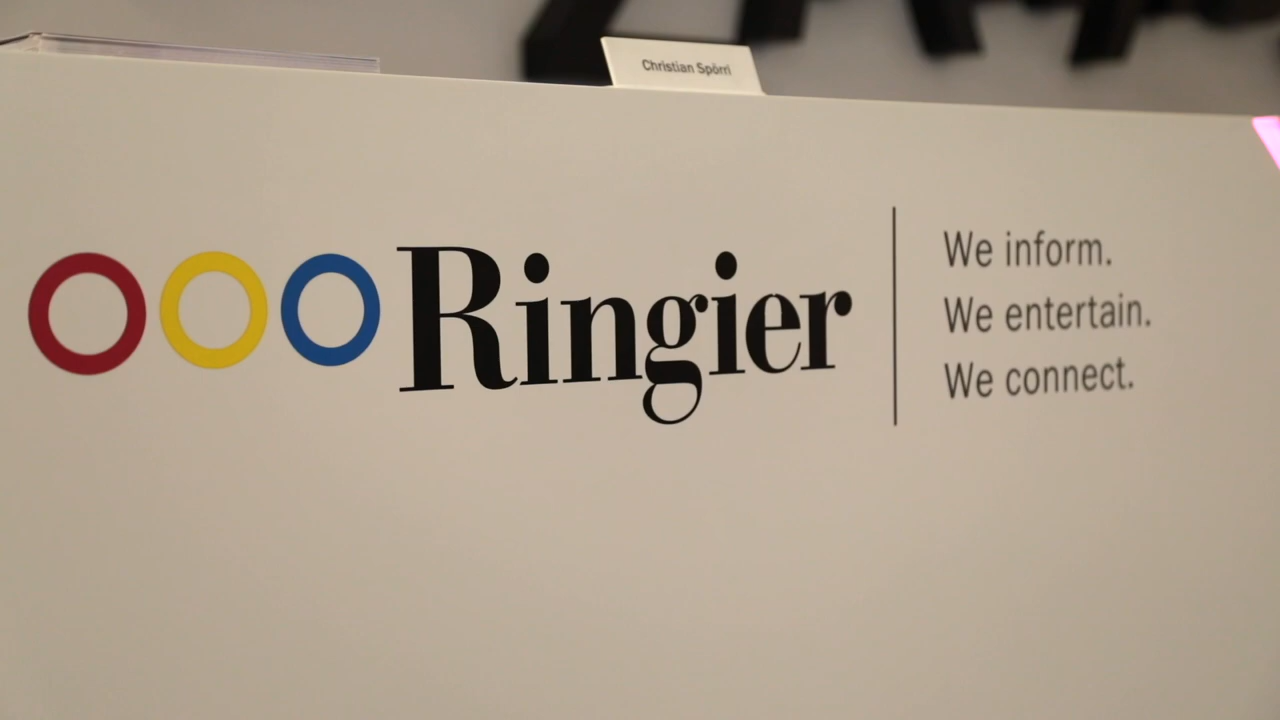 Christian Spörri
Ringier
We inform.
We entertain.
We connect.